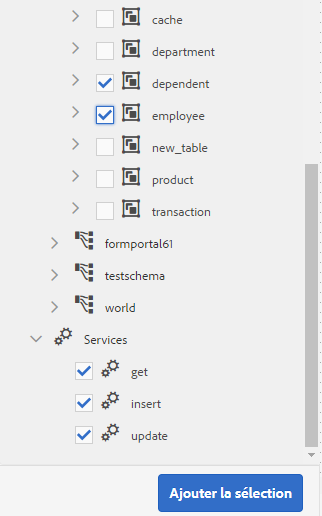 cache
department
dependent
employee
new_table
product
transaction
formportal61
testschema
world
Services
get
insert
update
Ajouter la sélection